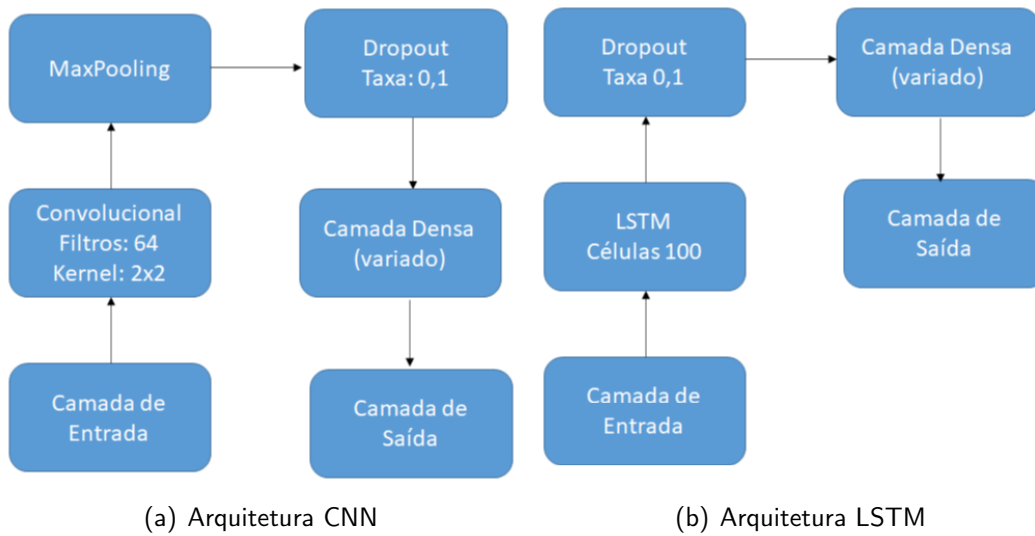 MaxPooling
Dropout
Taxa: 0,1
Convolucional
Filtros: 64
Kernel: 2x2
Camada Densa
(variado)
Camada de
Entrada
Camada de
Saída
(a) Arquitetura CNN
Dropout
Taxa 0,1
Camada Densa
(variado)
LSTM
Células 100
Camada de
Saída
Camada de
Entrada
(b) Arquitetura LSTM